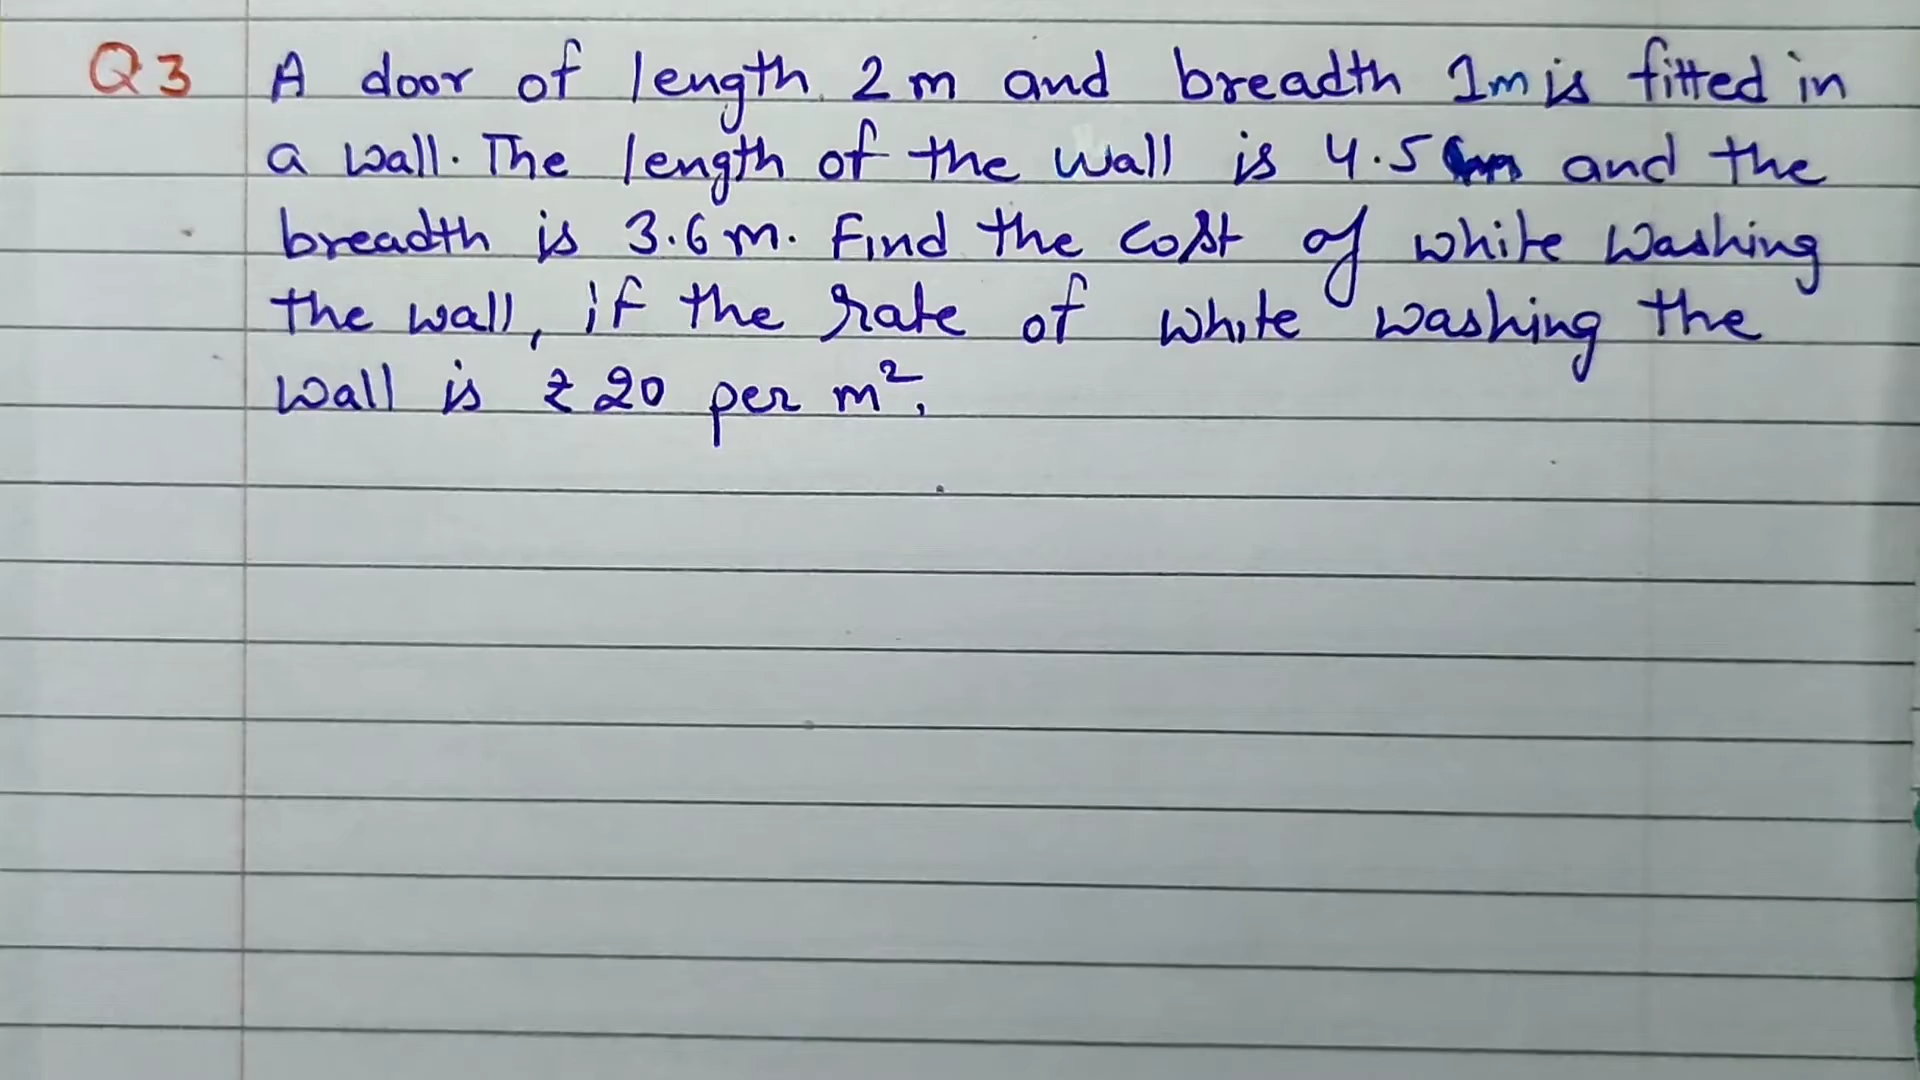 Q3 A door of length 2 m and breadth 1m is fitted in
a wall. The length of the wall is 4.5 m and the
breadth is 3.6 m. Find the cost of white washing
the wall, if the rate of white washing the
wall is ₹ 20 per m².